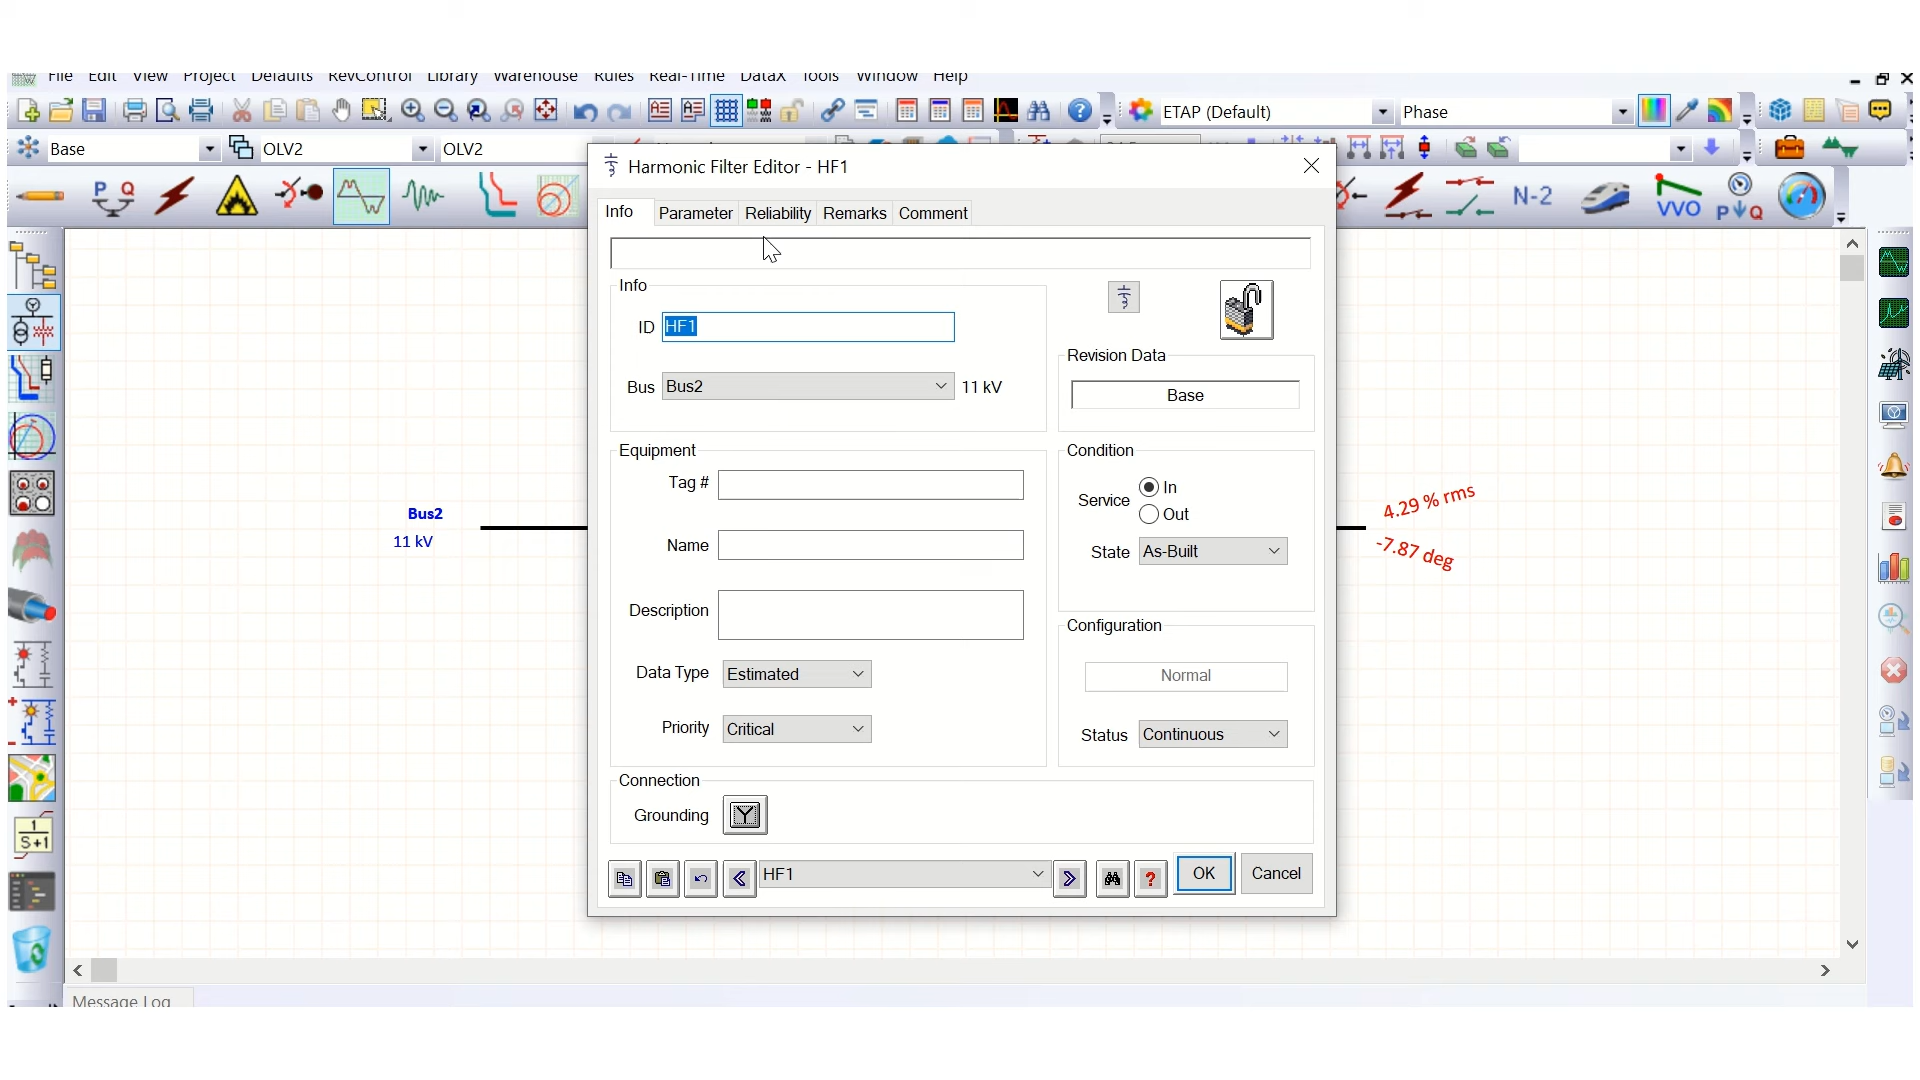 File Edit View Project Defaults RevControl Library Warehouse Rules Real-Time DataX Tools Window Help
ETAP (Default) Phase
Base OLV2 OLV2
Harmonic Filter Editor - HF1
P Q
N-2
VVO
P Q
Info Parameter Reliability Remarks Comment
Info
ID HF1
Bus Bus2 11 kV
Revision Data
Base
Equipment
Tag #
Name
Description
Data Type Estimated
Priority Critical
Condition
Service In
Out
State As-Built
Configuration
Normal
Status Continuous
Connection
Grounding
HF1
OK Cancel
Bus2
11 kV
4.29 % rms
-7.87 deg
1
S+1
Message Log